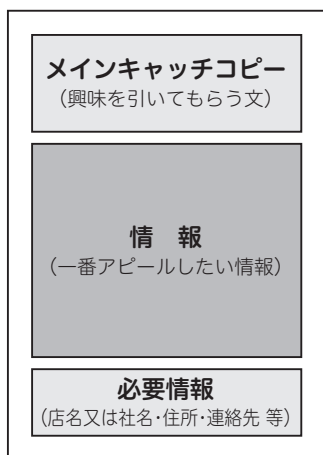 メインキャッチコピー
（興味を引いてもらう文）
情　報
（一番アピールしたい情報）
必要情報
（店名又は社名・住所・連絡先 等）